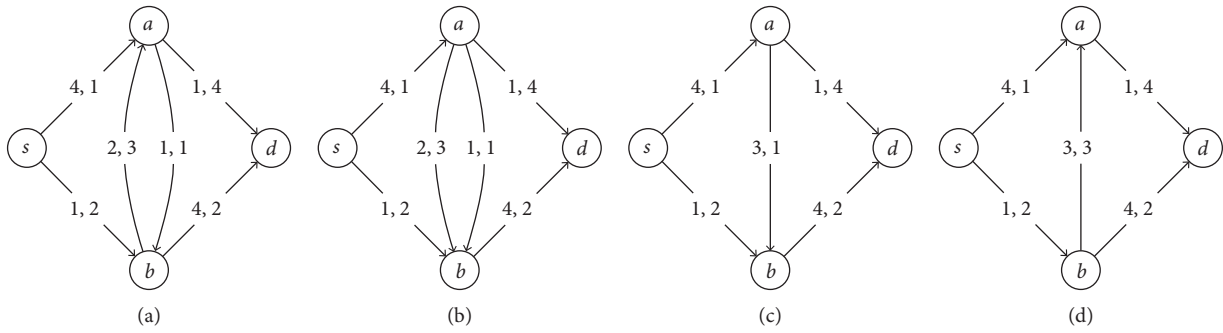 a a a a
4, 1 1, 4 4, 1 1, 4 4, 1 1, 4 4, 1 1, 4
s 2, 3 1, 1 d s 2, 3 1, 1 d s 3, 1 d s 3, 3 d
1, 2 4, 2 1, 2 4, 2 1, 2 4, 2 1, 2 4, 2
b b b b
(a) (b) (c) (d)